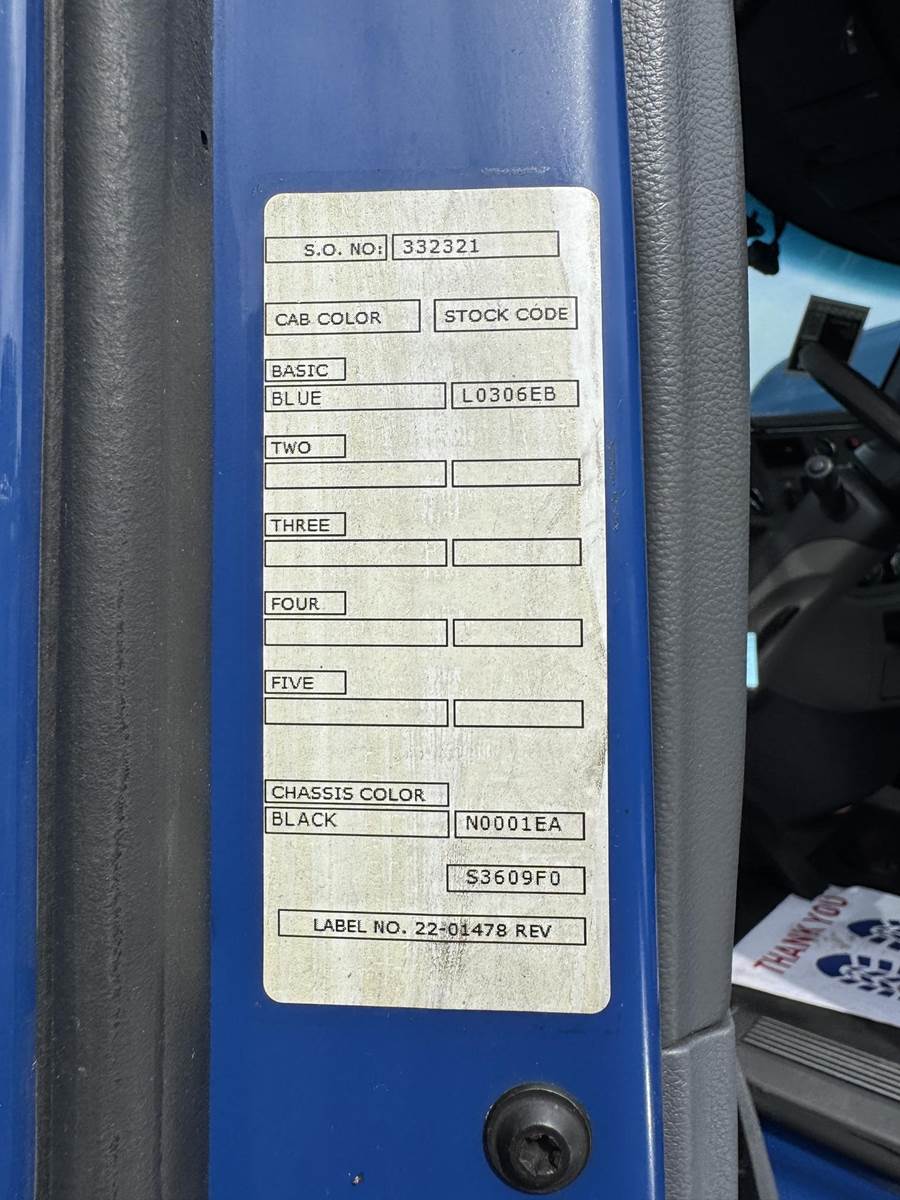 S.O. NO: 332321
CAB COLOR STOCK CODE
BASIC
BLUE L0306EB
TWO
THREE
FOUR
FIVE
CHASSIS COLOR
BLACK N0001EA
S3609F0
LABEL NO. 22-01478 REV
THANK YOU